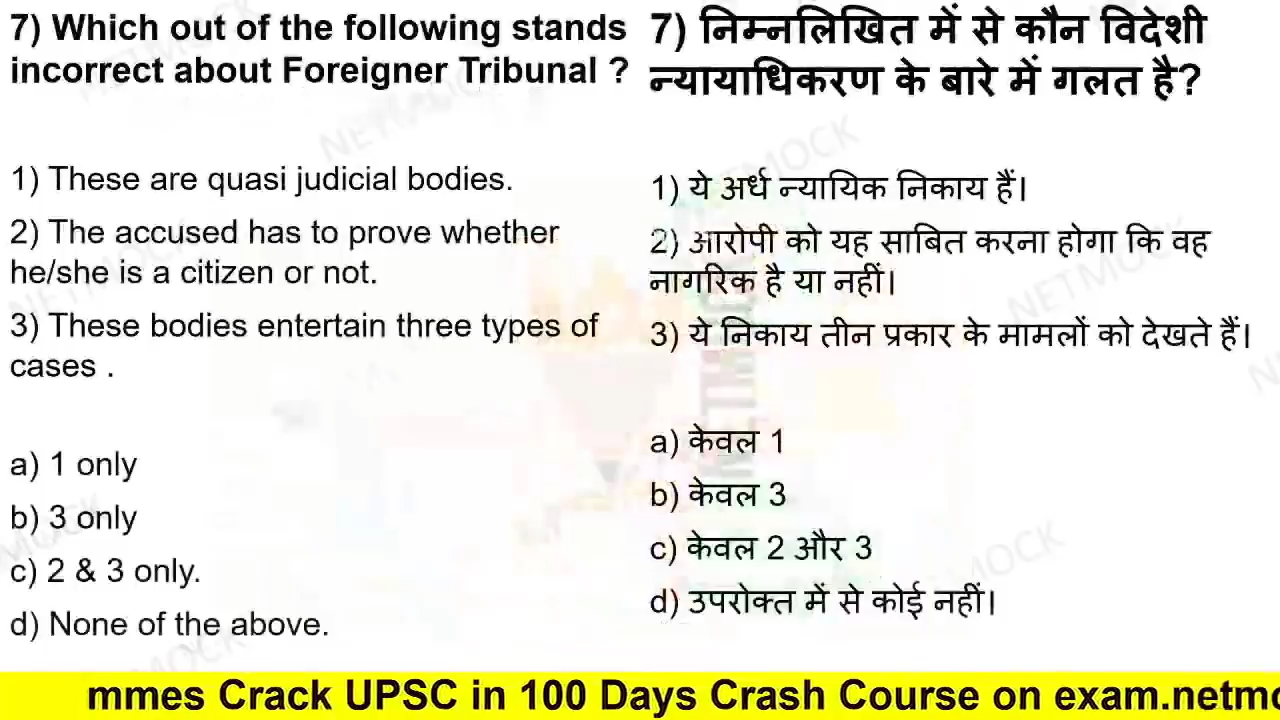 7) Which out of the following stands
incorrect about Foreigner Tribunal ?
1) These are quasi judicial bodies.
2) The accused has to prove whether
he/she is a citizen or not.
3) These bodies entertain three types of
cases .
a) 1 only
b) 3 only
c) 2 & 3 only.
d) None of the above.
7) निम्नलिखित में से कौन विदेशी
न्यायाधिकरण के बारे में गलत है?
1) ये अर्ध न्यायिक निकाय हैं।
2) आरोपी को यह साबित करना होगा कि वह
नागरिक है या नहीं।
3) ये निकाय तीन प्रकार के मामलों को देखते हैं।
a) केवल 1
b) केवल 3
c) केवल 2 और 3
d) उपरोक्त में से कोई नहीं।
mmes Crack UPSC in 100 Days Crash Course on exam.netmo
NETMOCK